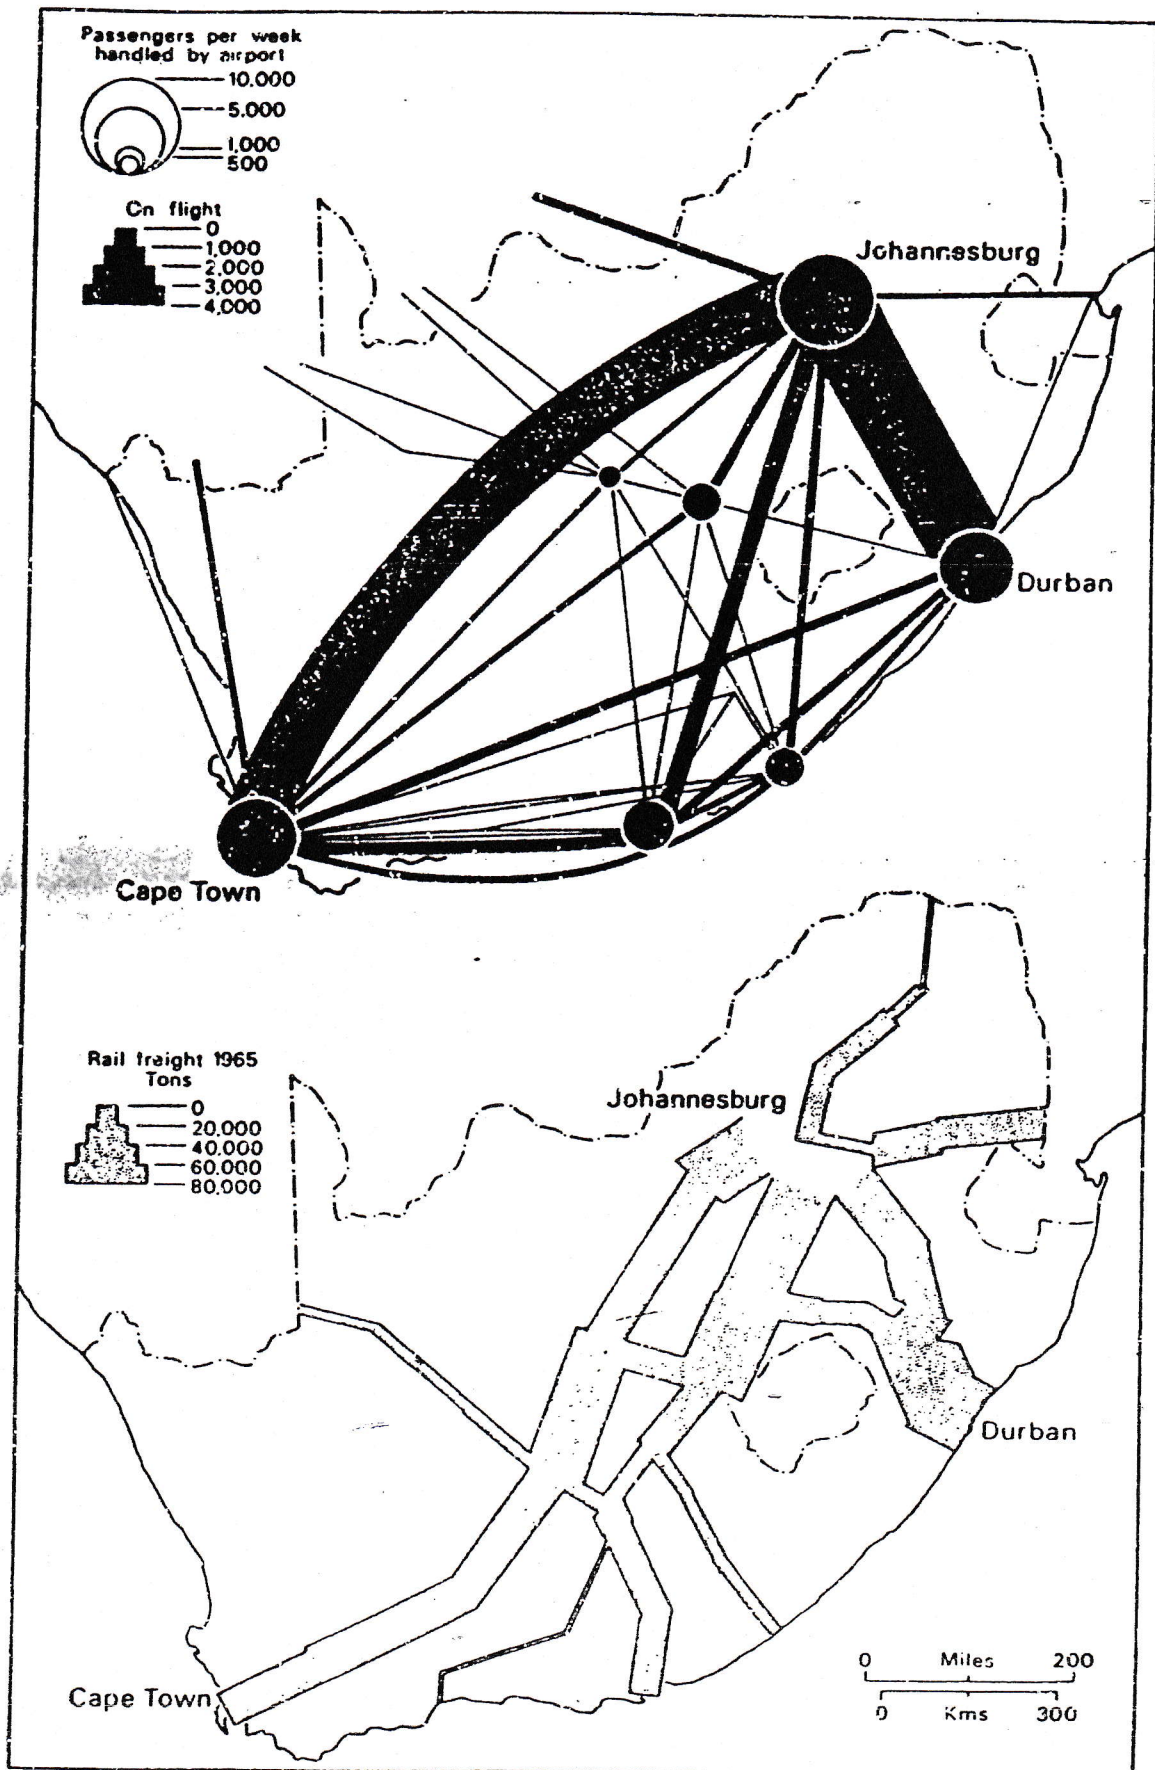 Passengers per week
handled by airport
10,000
5,000
1,000
500
On flight
0
1,000
2,000
3,000
4,000
Johannesburg
Durban
Cape Town
Rail freight 1965
Tons
0
20,000
40,000
60,000
80,000
Johannesburg
Durban
Cape Town
0 Miles 200
0 Kms 300